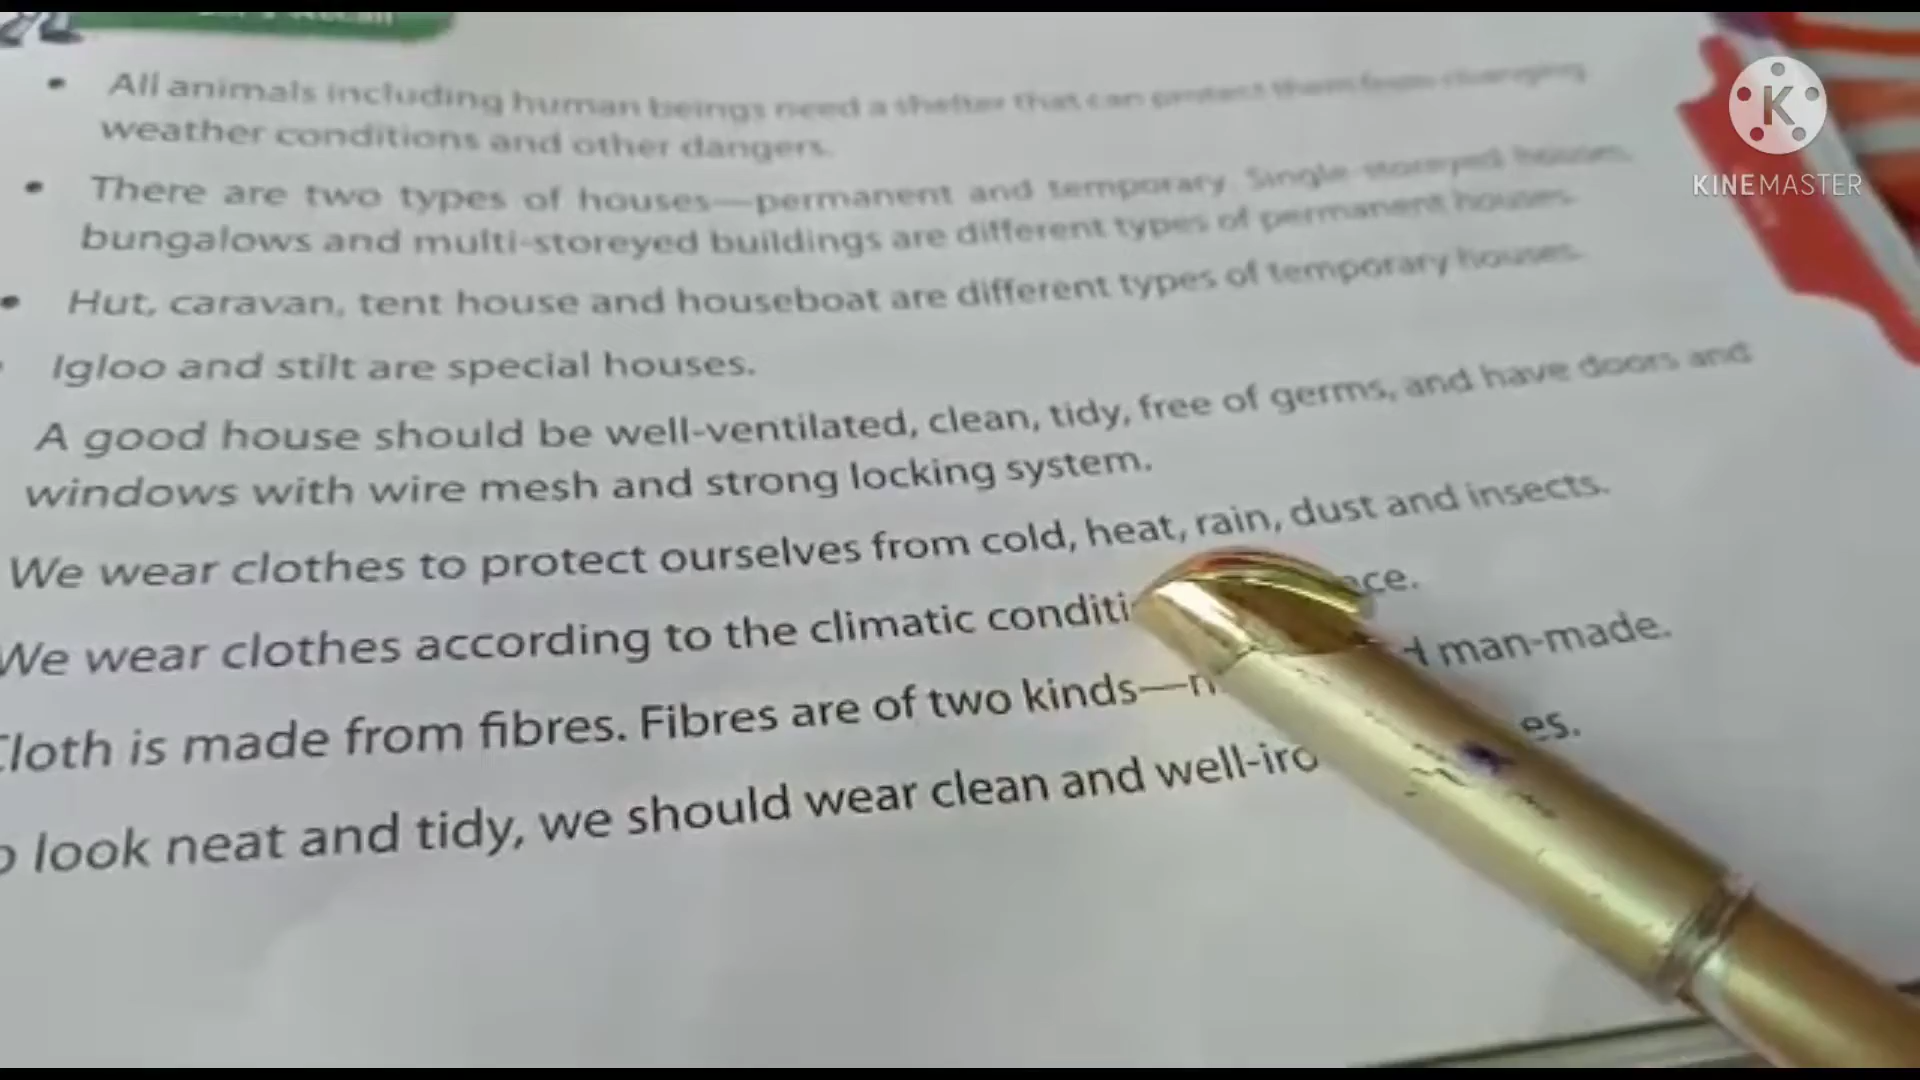 All animals including human beings need a shelter that can protect them from changing
weather conditions and other dangers.
There are two types of houses—permanent and temporary. Single storeyed houses,
bungalows and multi-storeyed buildings are different types of permanent houses.
Hut, caravan, tent house and houseboat are different types of temporary houses.
Igloo and stilt are special houses.
A good house should be well-ventilated, clean, tidy, free of germs, and have doors and
windows with wire mesh and strong locking system.
We wear clothes to protect ourselves from cold, heat, rain, dust and insects.
We wear clothes according to the climatic conditi ce.
Cloth is made from fibres. Fibres are of two kinds—n man-made.
o look neat and tidy, we should wear clean and well-iro es.
K
KINEMASTER